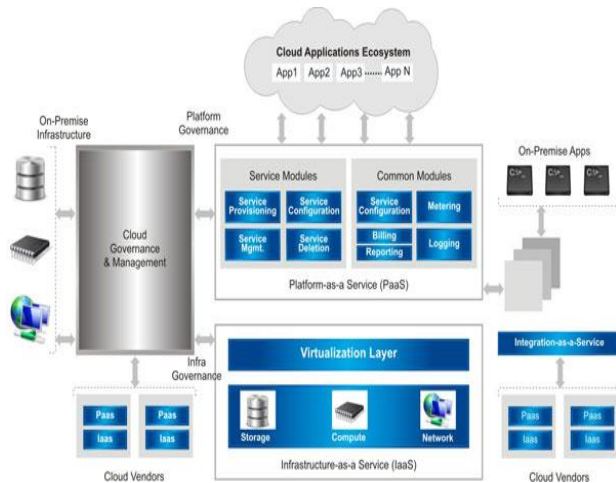 Cloud Applications Ecosystem
App1 App2 App3 ....... App N
On-Premise
Infrastructure
Platform
Governance
On-Premise Apps
Service Modules
Common Modules
Service
Provisioning
Service
Configuration
Service
Configuration
Metering
Service
Mgmt.
Service
Deletion
Billing
Reporting
Logging
Cloud
Governance
& Management
Platform-as-a Service (PaaS)
Infra
Governance
Virtualization Layer
Integration-as-a-Service
Storage
Compute
Network
Infrastructure-as-a Service (IaaS)
Paas
Paas
Iaas
Iaas
Cloud Vendors
Paas
Paas
Iaas
Iaas
Cloud Vendors